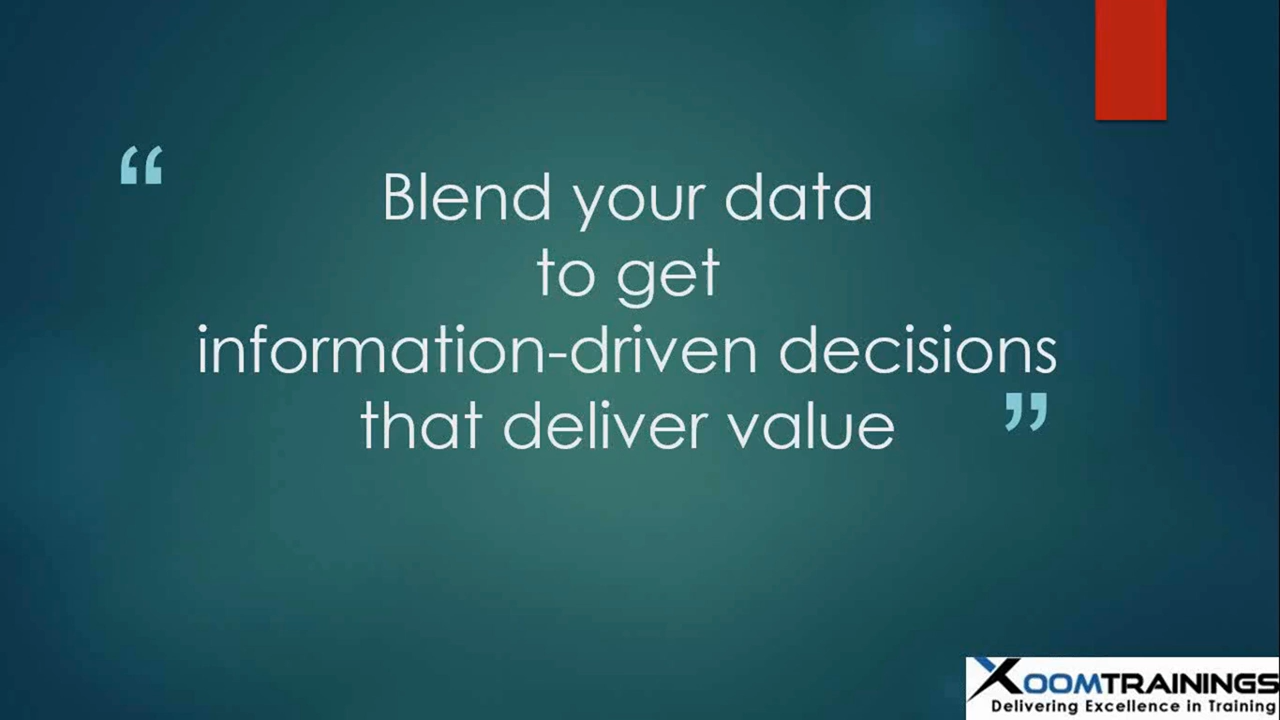 “ Blend your data
to get
information-driven decisions
that deliver value ”
XOOMTRAININGS
Delivering Excellence in Training